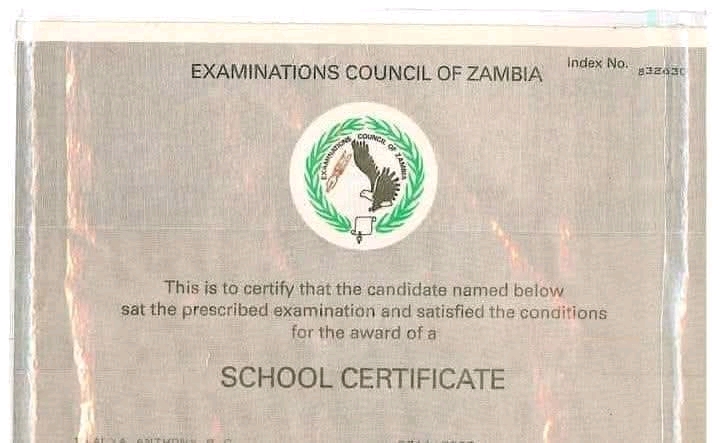 EXAMINATIONS COUNCIL OF ZAMBIA
Index No.
EXAMINATIONS COUNCIL OF ZAMBIA
This is to certify that the candidate named below
sat the prescribed examination and satisfied the conditions
for the award of a
SCHOOL CERTIFICATE
ANTHONY